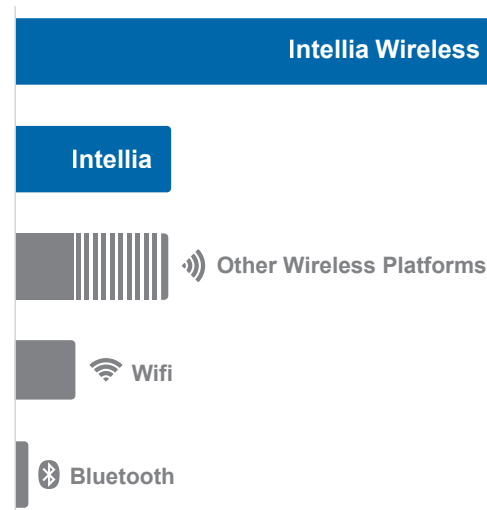 Intellia Wireless
Intellia
Other Wireless Platforms
Wifi
Bluetooth